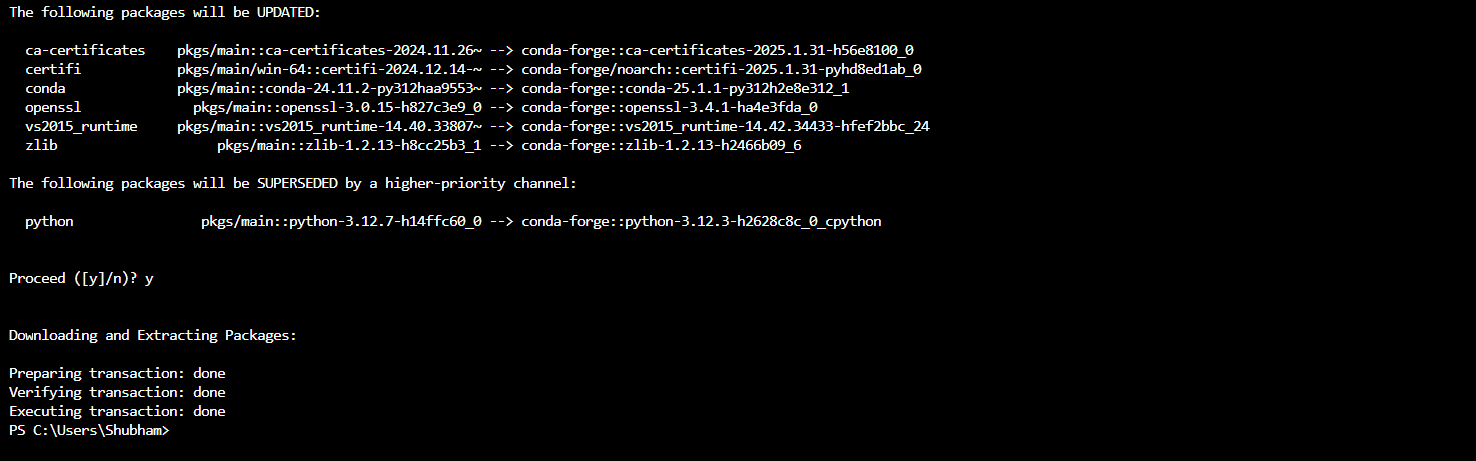 The following packages will be UPDATED:
ca-certificates pkgs/main::ca-certificates-2024.11.26~ --> conda-forge::ca-certificates-2025.1.31-h56e8100_0
certifi pkgs/main/win-64::certifi-2024.12.14-~ --> conda-forge/noarch::certifi-2025.1.31-pyhd8ed1ab_0
conda pkgs/main::conda-24.11.2-py312haa9553~ --> conda-forge::conda-25.1.1-py312h2e8e312_1
openssl pkgs/main::openssl-3.0.15-h827c3e9_0 --> conda-forge::openssl-3.4.1-ha4e3fda_0
vs2015_runtime pkgs/main::vs2015_runtime-14.40.33807~ --> conda-forge::vs2015_runtime-14.42.34433-hfef2bbc_24
zlib pkgs/main::zlib-1.2.13-h8cc25b3_1 --> conda-forge::zlib-1.2.13-h2466b09_6
The following packages will be SUPERSEDED by a higher-priority channel:
python pkgs/main::python-3.12.7-h14ffc60_0 --> conda-forge::python-3.12.3-h2628c8c_0_cpython
Proceed ([y]/n)? y
Downloading and Extracting Packages:
Preparing transaction: done
Verifying transaction: done
Executing transaction: done
PS C:\Users\Shubham>